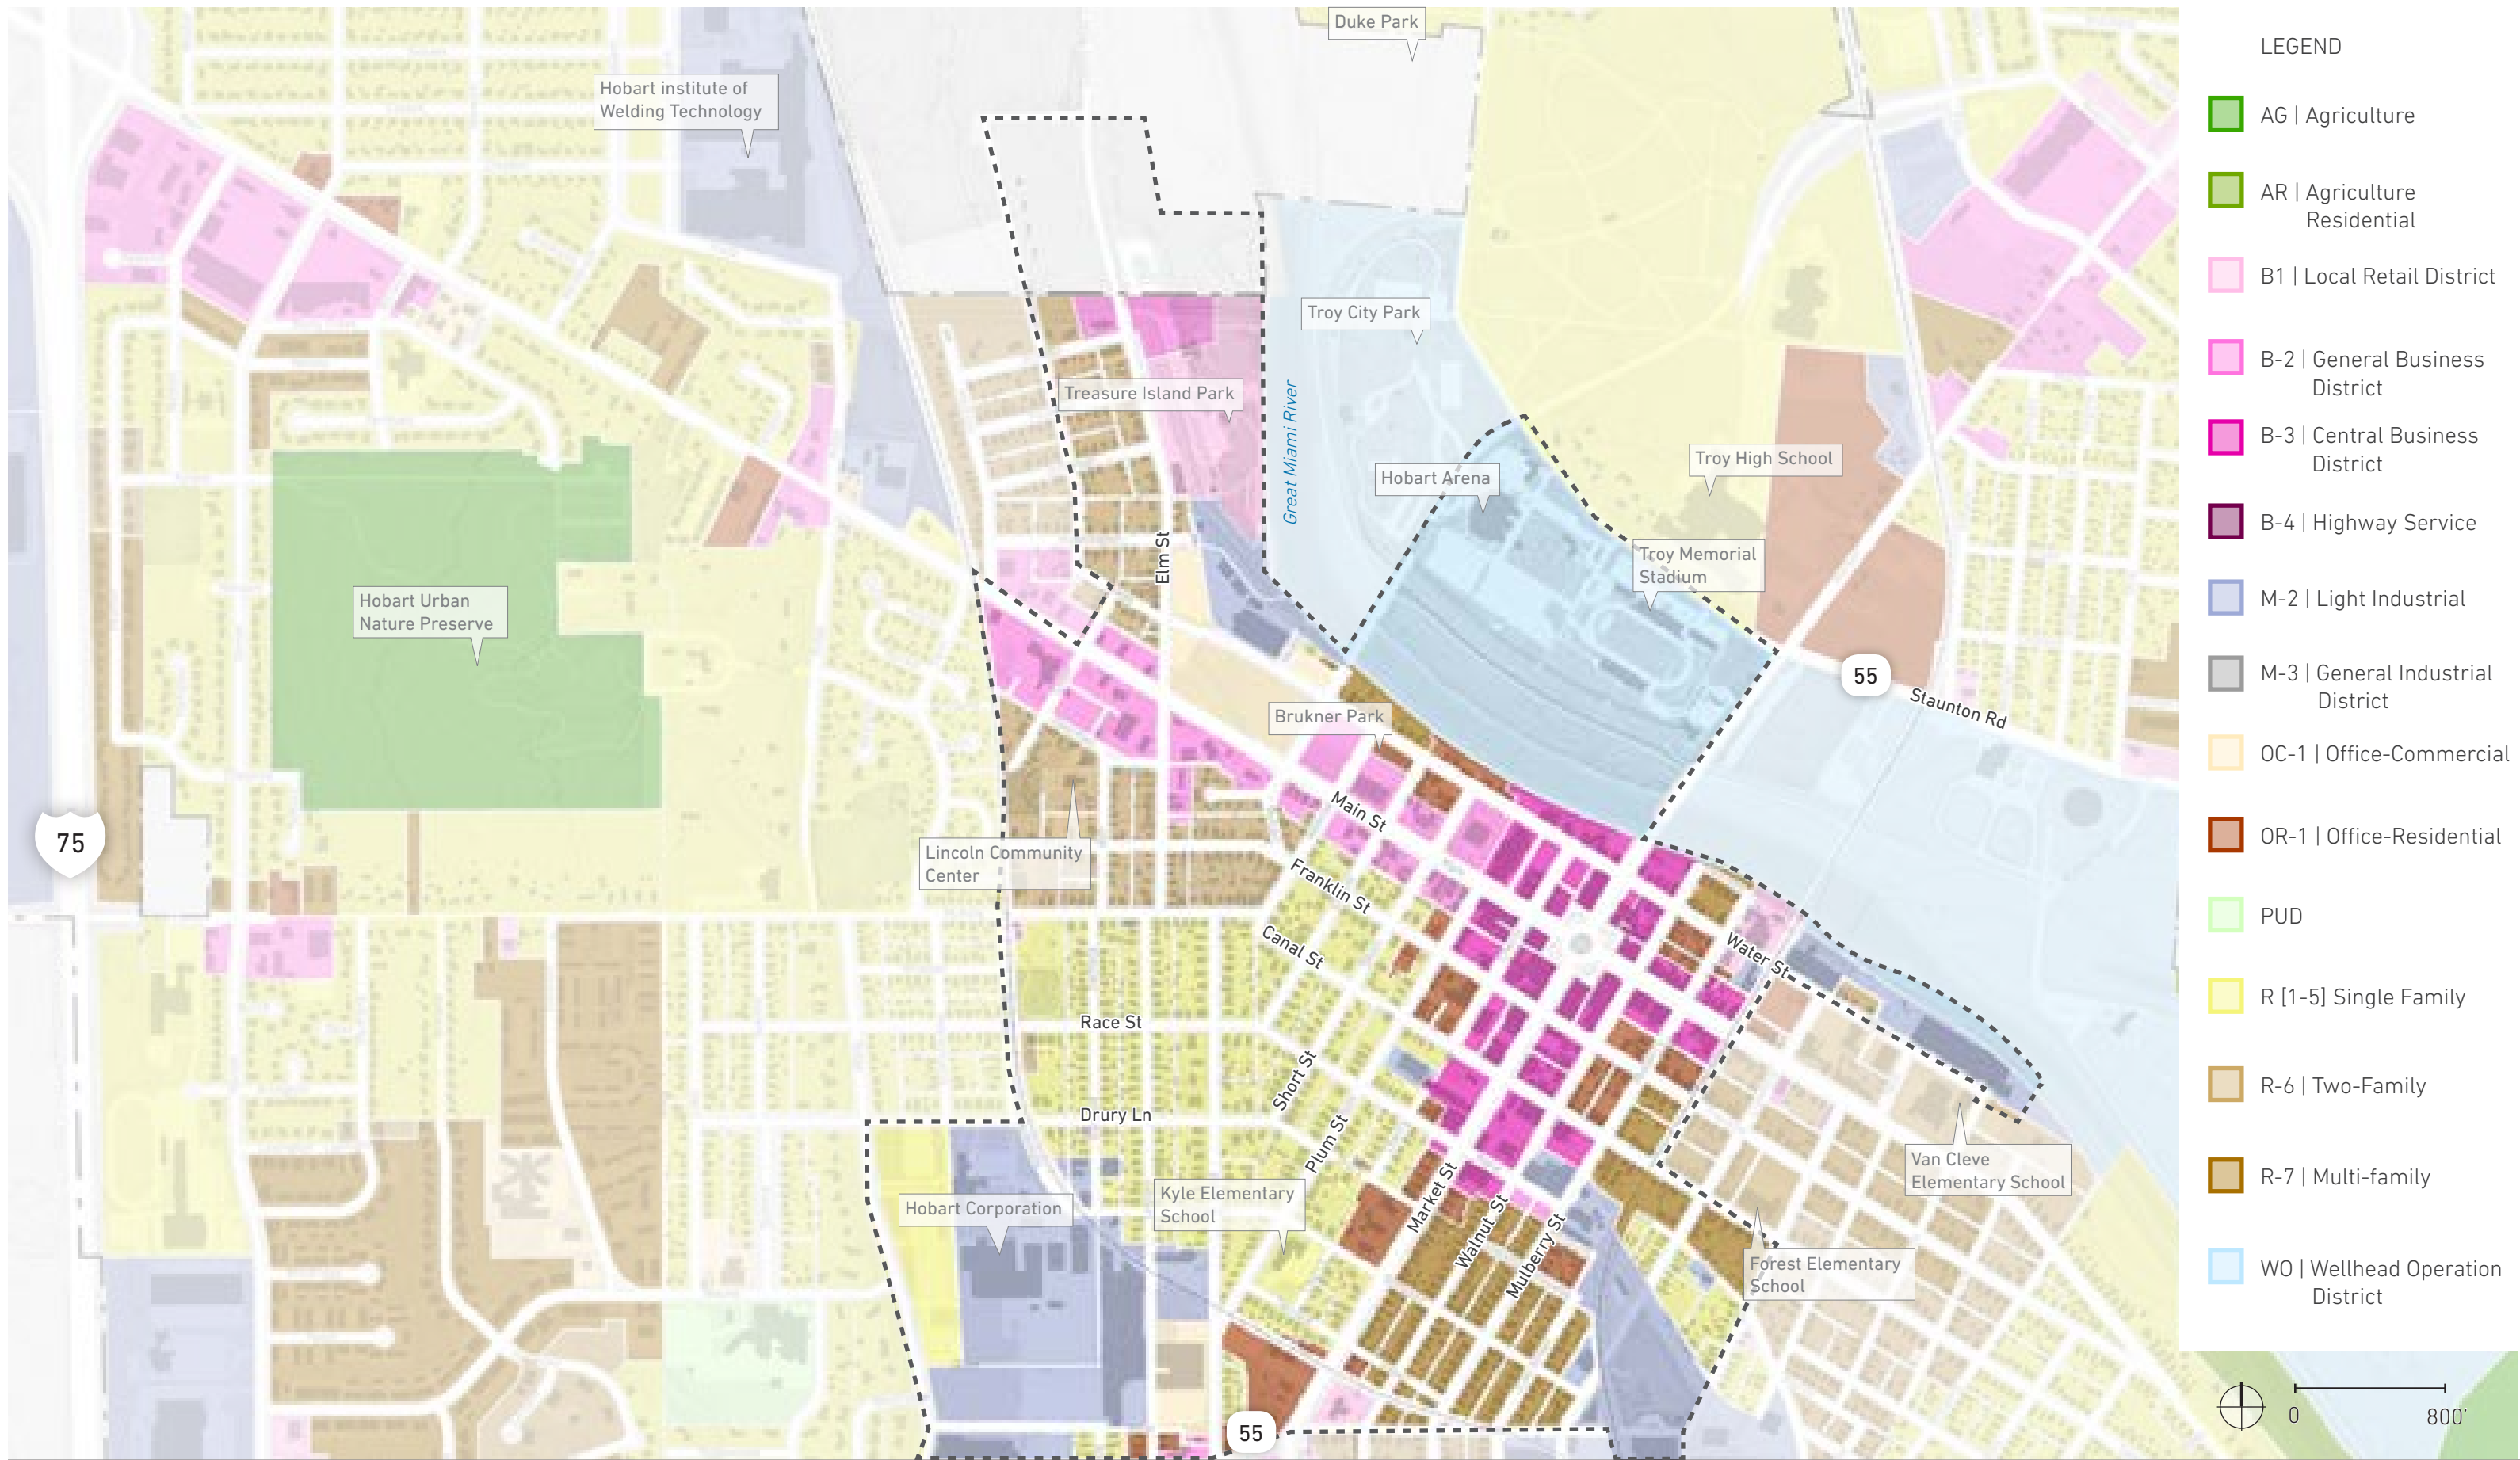 Duke Park
Hobart institute of
Welding Technology
Troy City Park
Treasure Island Park
Great Miami River
Hobart Arena
Troy High School
Troy Memorial
Stadium
Elm St
Hobart Urban
Nature Preserve
55
Staunton Rd
Brukner Park
Main St
75
Lincoln Community
Center
Franklin St
Canal St
Water St
Race St
Short St
Drury Ln
Plum St
Van Cleve
Elementary School
Kyle Elementary
School
Hobart Corporation
Market St
Walnut St
Mulberry St
Forest Elementary
School
55
LEGEND
AG | Agriculture
AR | Agriculture
Residential
B1 | Local Retail District
B-2 | General Business
District
B-3 | Central Business
District
B-4 | Highway Service
M-2 | Light Industrial
M-3 | General Industrial
District
OC-1 | Office-Commercial
OR-1 | Office-Residential
PUD
R [1-5] Single Family
R-6 | Two-Family
R-7 | Multi-family
WO | Wellhead Operation
District
0
800'